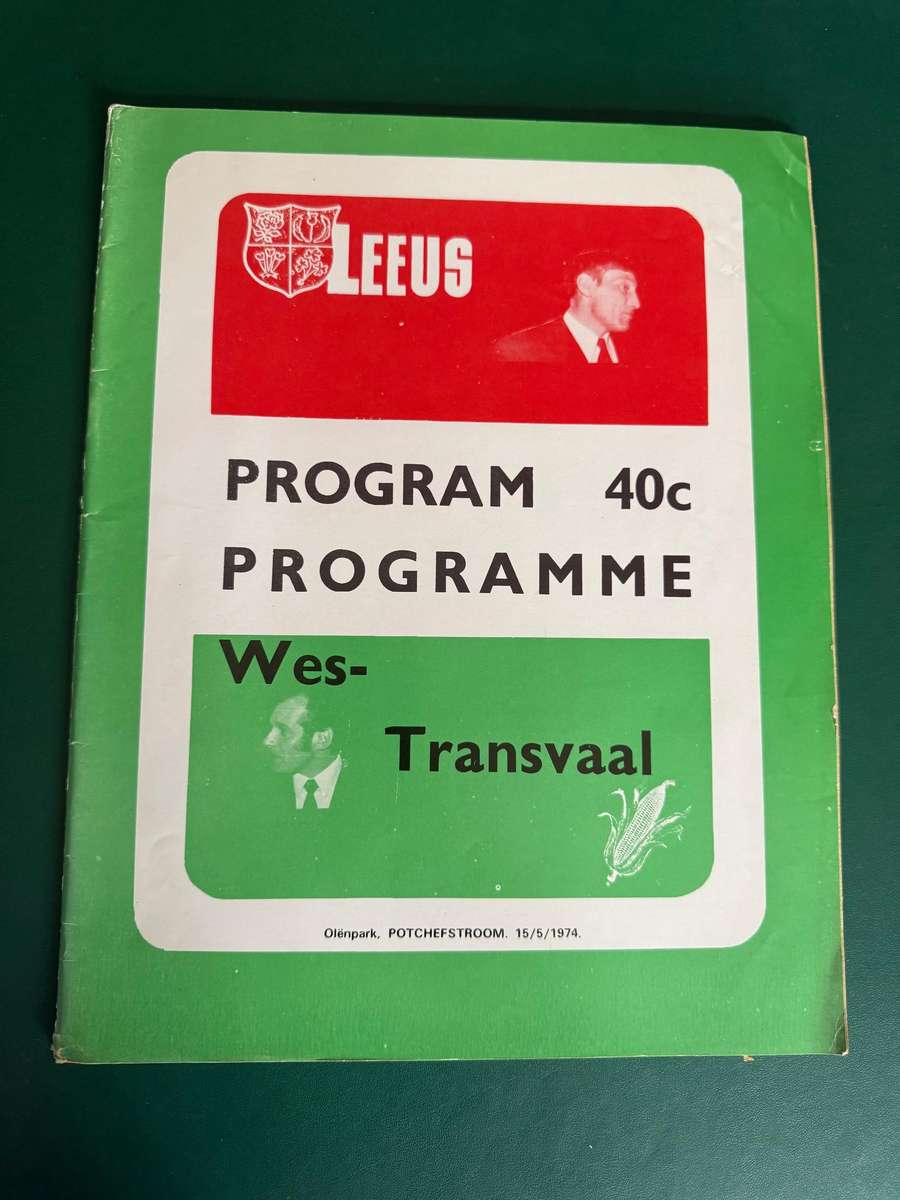 LEEUS
PROGRAM 40c
PROGRAMME
Wes-
Transvaal
Olënpark, POTCHEFSTROOM. 15/5/1974.